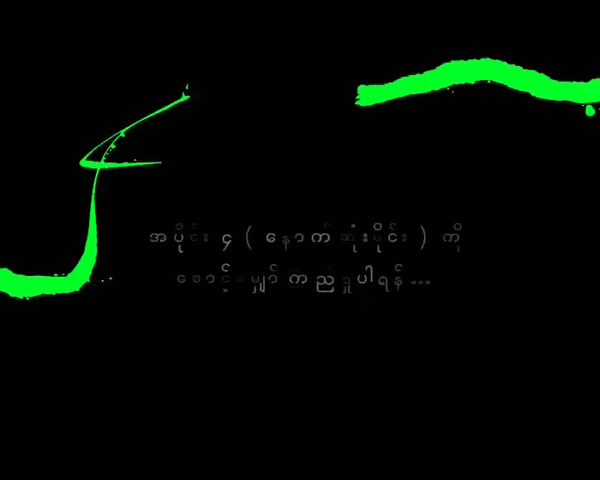 အပိုင်း ၄ ( နောက်ဆုံးပိုင်း ) ကို
စောင့်မျှော်ကြည့်ရှုပါရန် ...